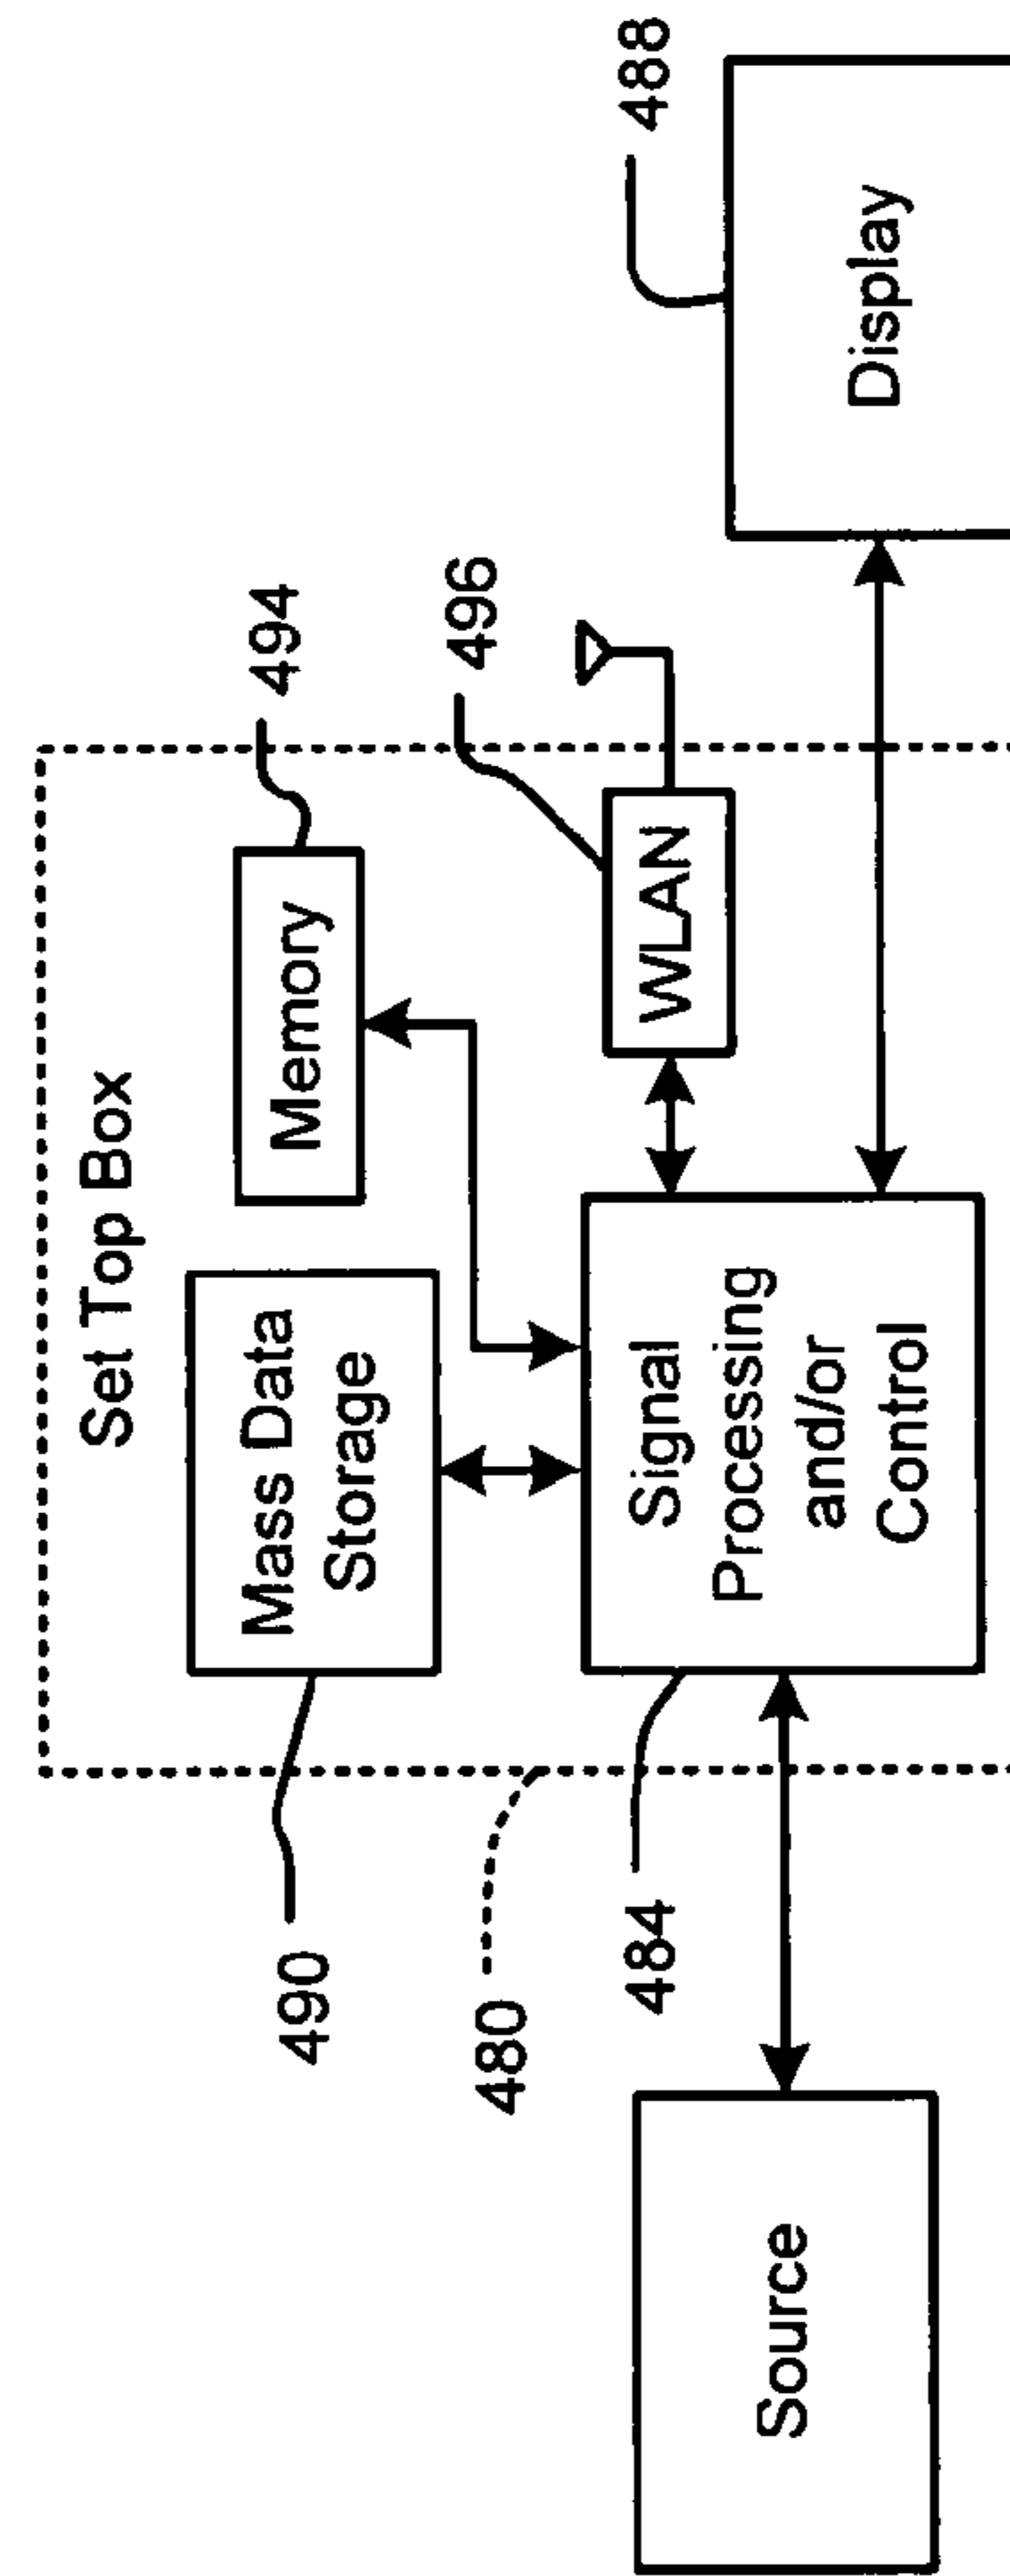 Set Top Box
490
Mass Data
Storage
Memory
494
480
496
WLAN
488
484
Signal
Processing
and/or
Control
Source
Display